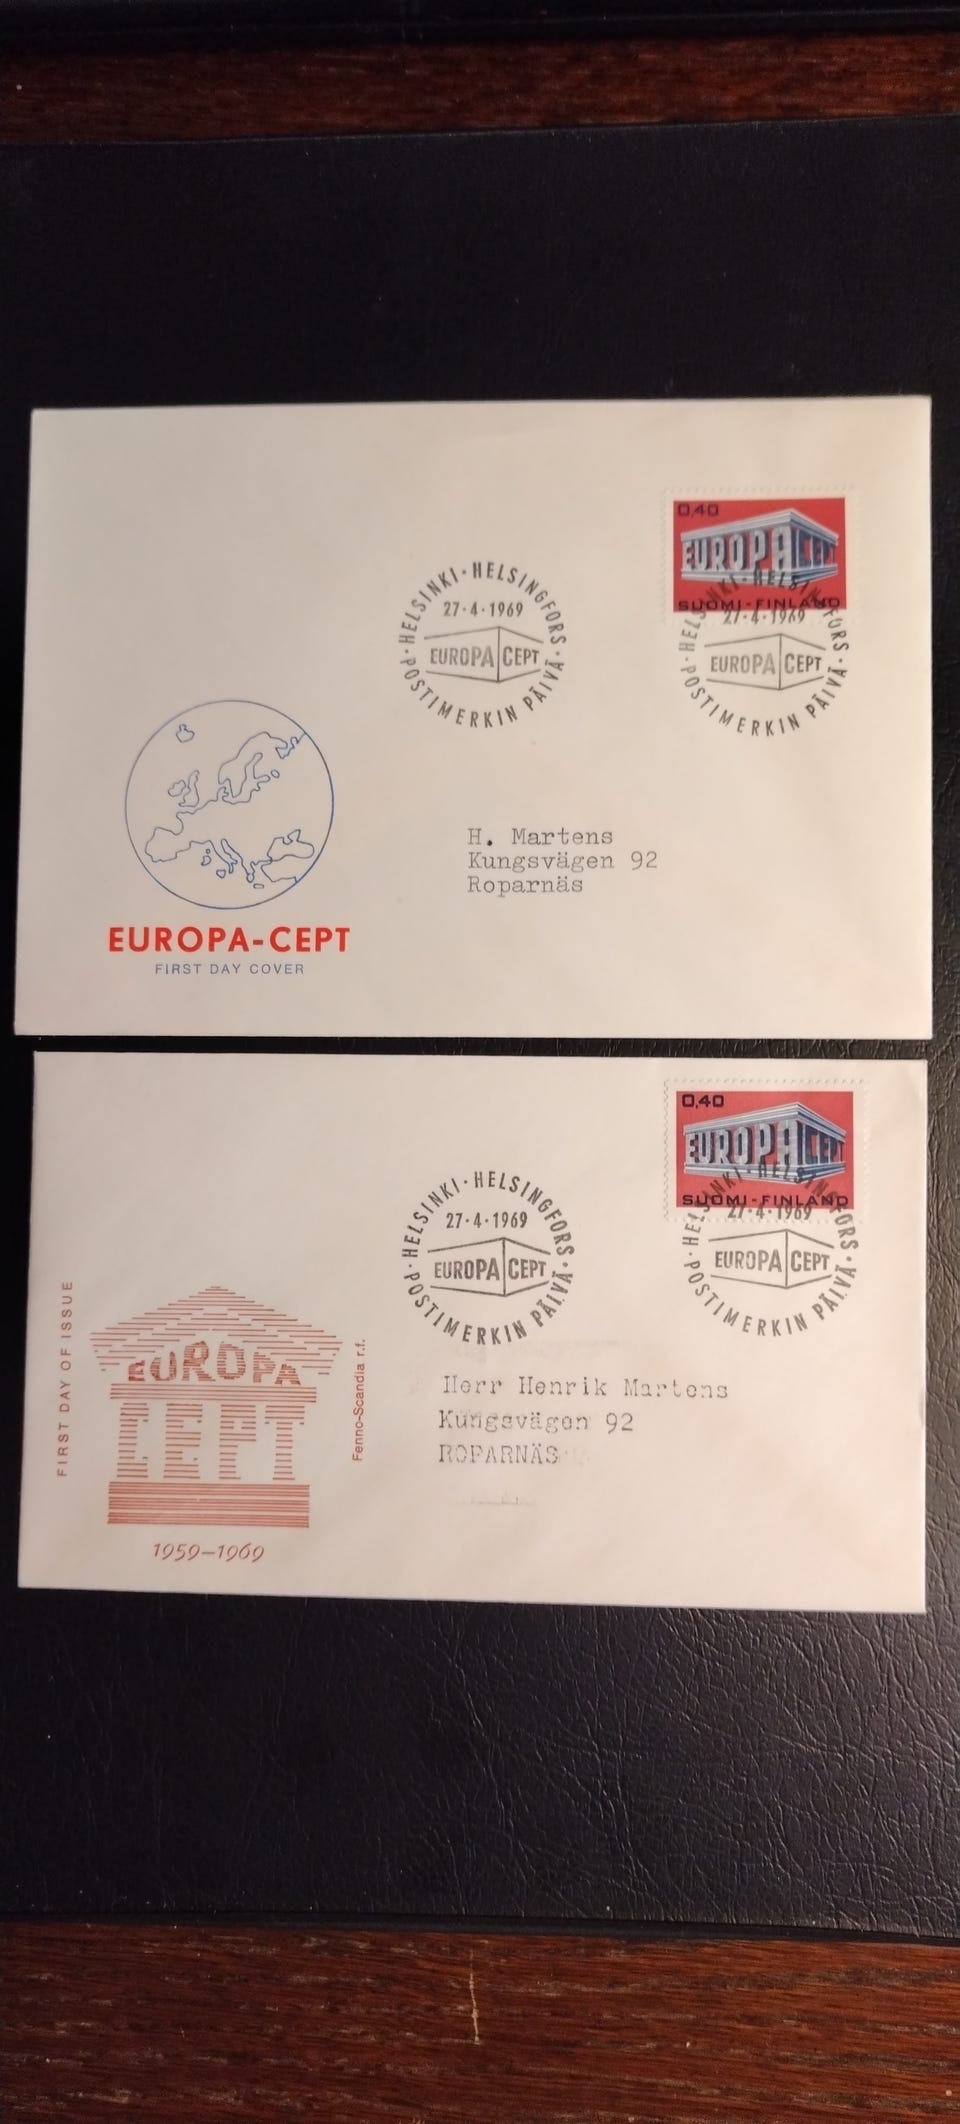 0,40
EUROPA CEPT
SUOMI-FINLAND
HELSINKI · HELSINGFORS
27·4·1969
EUROPA CEPT
POSTIMERKIN PÄIVÄ
HELSINKI · HELSINGFORS
27·4·1969
EUROPA CEPT
POSTIMERKIN PÄIVÄ
H. Martens
Kungsvägen 92
Roparnäs
EUROPA-CEPT
FIRST DAY COVER
0,40
EUROPA CEPT
SUOMI-FINLAND
HELSINKI · HELSINGFORS
27·4·1969
EUROPA CEPT
POSTIMERKIN PÄIVÄ
HELSINKI · HELSINGFORS
27·4·1969
EUROPA CEPT
POSTIMERKIN PÄIVÄ
FIRST DAY OF ISSUE
EUROPA
CEPT
1959-1969
Fenno-Scandia r.f.
Herr Henrik Martens
Kungsvägen 92
ROPARNÄS